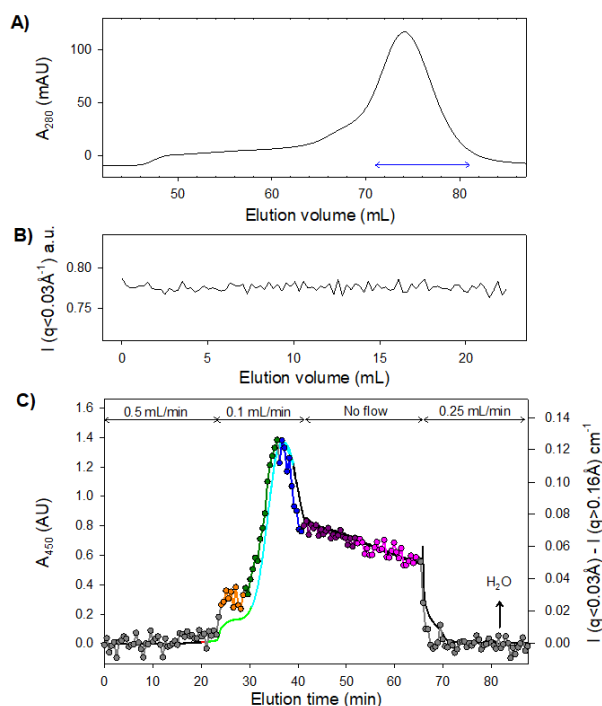 A)
A280 (mAU)
100
50
0
50 60 70 80
Elution volume (mL)
B)
I (q<0.03Å-1) a.u.
0.80
0.75
0 5 10 15 20
Elution volume (mL)
C)
0.5 mL/min 0.1 mL/min No flow 0.25 mL/min
A450 (AU)
1.6
1.4
1.2
1.0
0.8
0.6
0.4
0.2
0.0
0.14
0.12
0.10
0.08
0.06
0.04
0.02
0.00
I (q<0.03Å) - I (q>0.16Å) cm-1
H2O
0 10 20 30 40 50 60 70 80
Elution time (min)